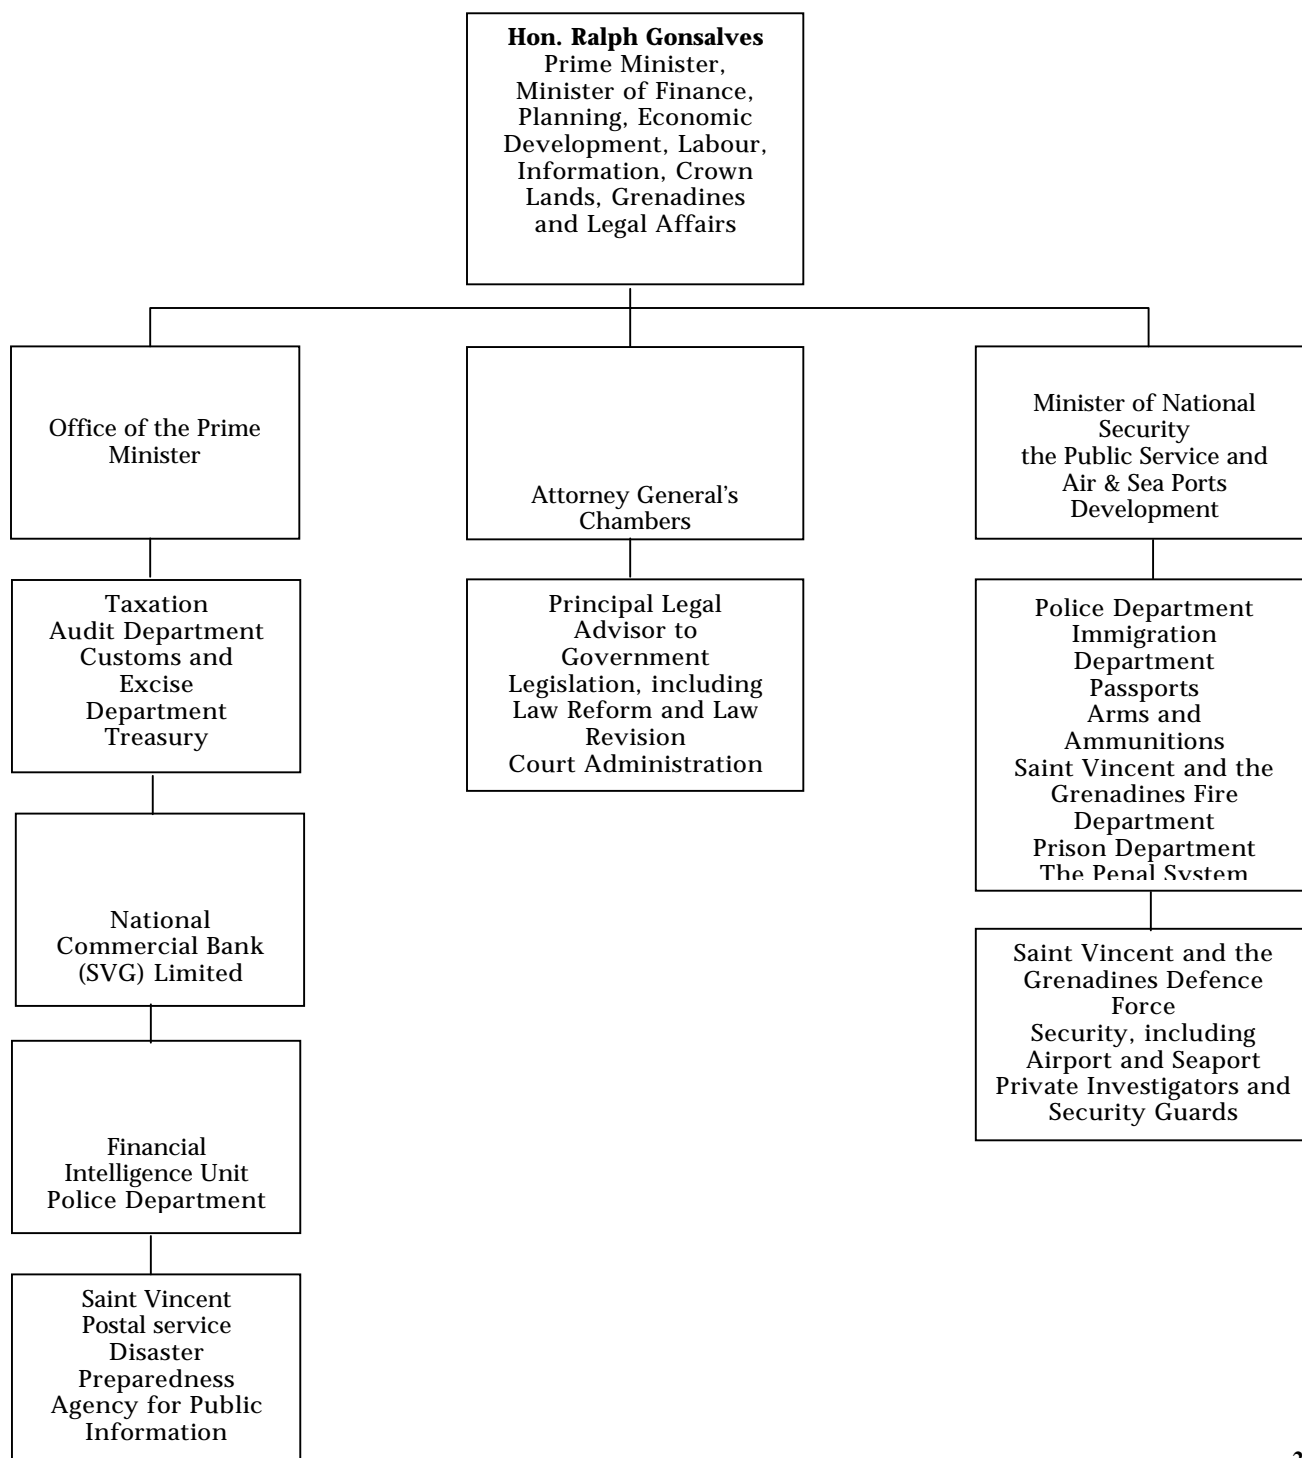 Hon. Ralph Gonsalves
Prime Minister,
Minister of Finance,
Planning, Economic
Development, Labour,
Information, Crown
Lands, Grenadines
and Legal Affairs
Office of the Prime
Minister
Taxation
Audit Department
Customs and
Excise
Department
Treasury
National
Commercial Bank
(SVG) Limited
Financial
Intelligence Unit
Police Department
Saint Vincent
Postal service
Disaster
Preparedness
Agency for Public
Information
Attorney General’s
Chambers
Principal Legal
Advisor to
Government
Legislation, including
Law Reform and Law
Revision
Court Administration
Minister of National
Security
the Public Service and
Air & Sea Ports
Development
Police Department
Immigration
Department
Passports
Arms and
Ammunitions
Saint Vincent and the
Grenadines Fire
Department
Prison Department
The Penal System
Saint Vincent and the
Grenadines Defence
Force
Security, including
Airport and Seaport
Private Investigators and
Security Guards